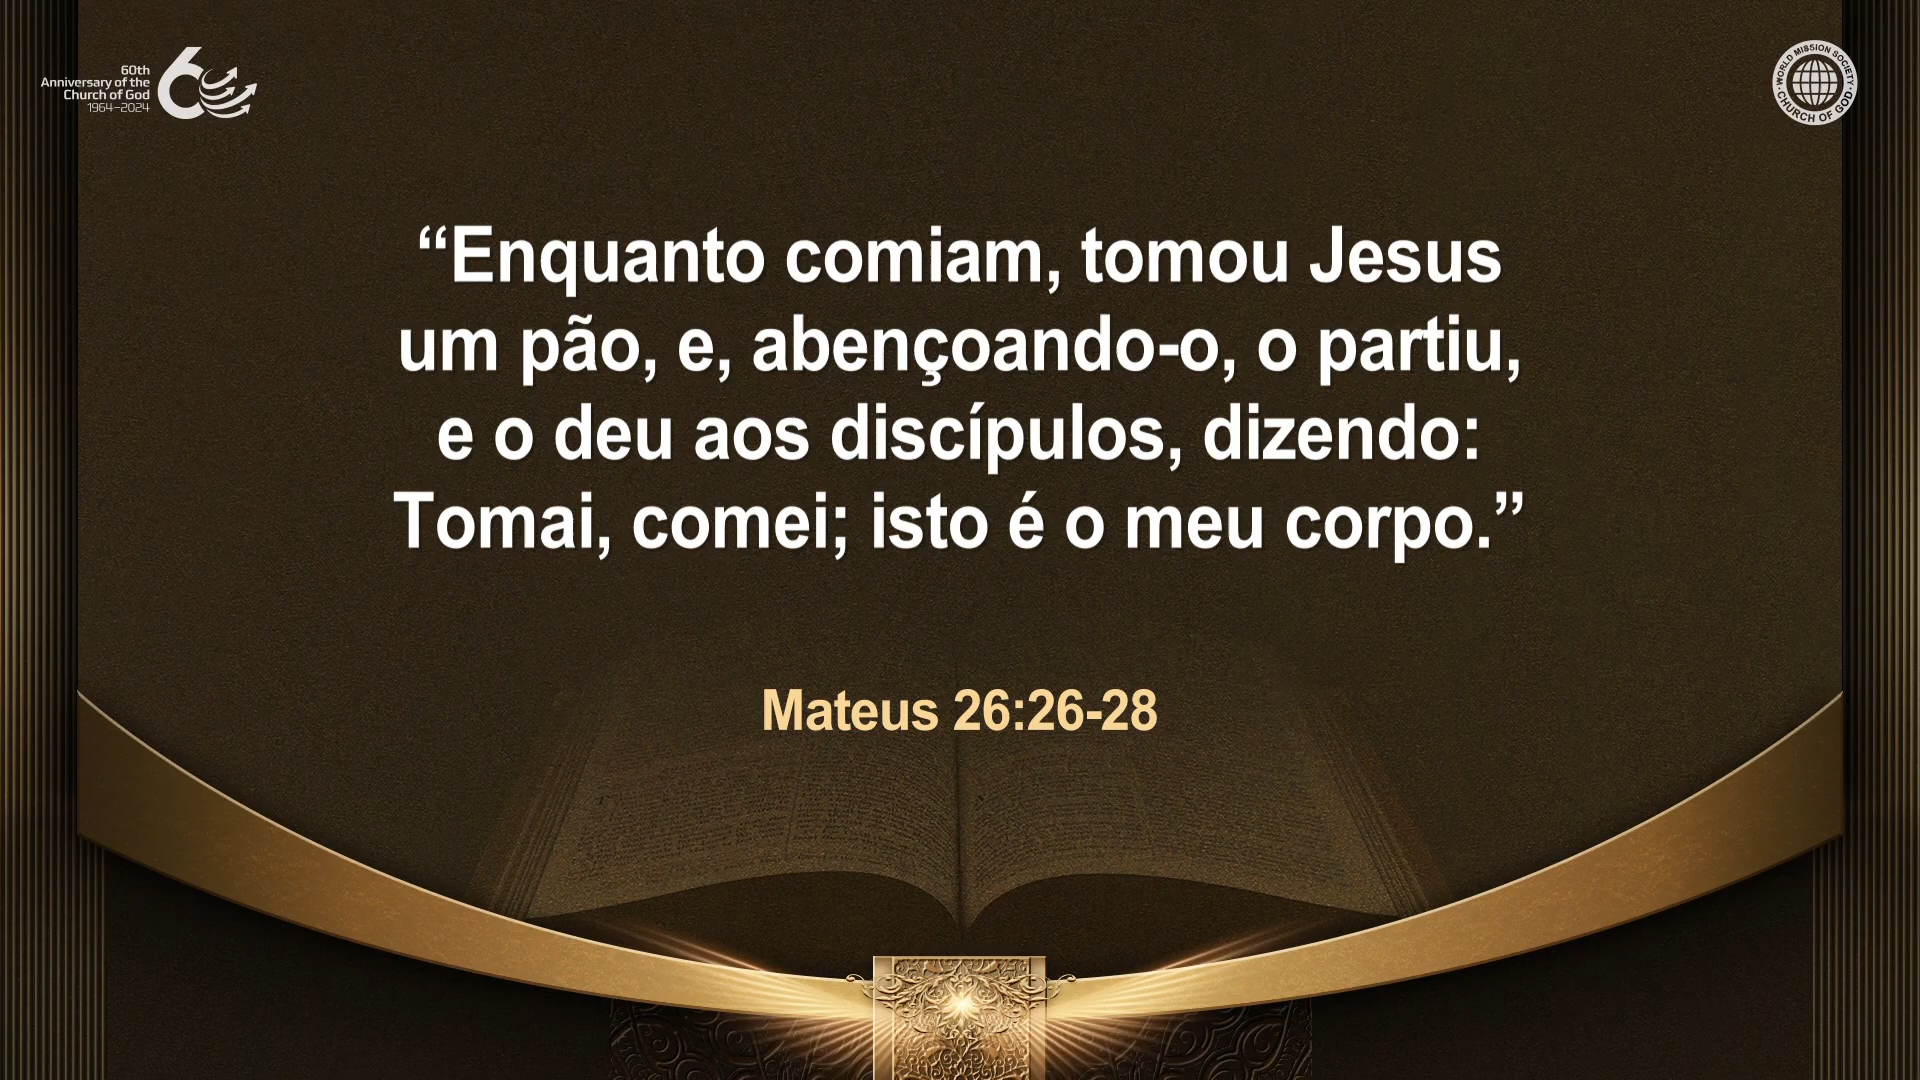 60th
Anniversary of the
Church of God
1964–2024
60
WORLD MISSION SOCIETY
CHURCH OF GOD
“Enquanto comiam, tomou Jesus
um pão, e, abençoando-o, o partiu,
e o deu aos discípulos, dizendo:
Tomai, comei; isto é o meu corpo.”
Mateus 26:26-28